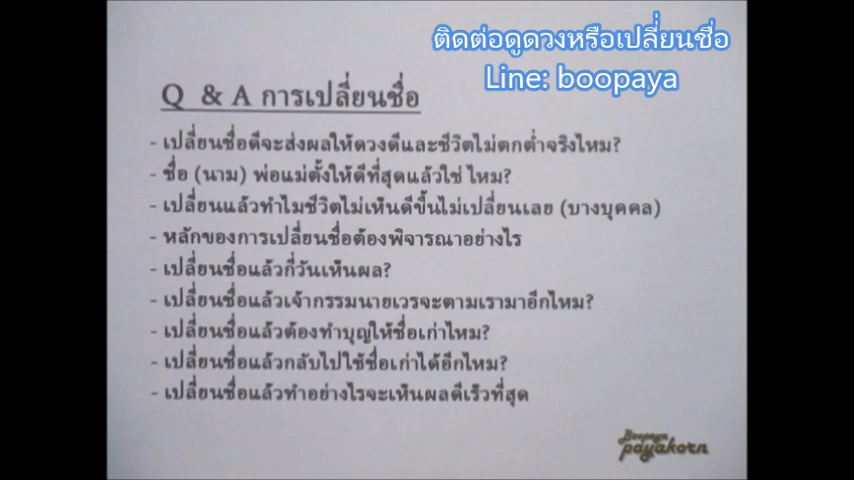 ติดต่อดูดวงหรือเปลี่ยนชื่อ
Line: boopaya
Q & A การเปลี่ยนชื่อ
- เปลี่ยนชื่อดีจะส่งผลให้ดวงดีและชีวิตไม่ตกต่ำจริงไหม?
- ชื่อ (นาม) พ่อแม่ตั้งให้ดีที่สุดแล้วใช่ ไหม?
- เปลี่ยนแล้วทำไมชีวิตไม่เห็นดีขึ้นไม่เปลี่ยนเลย (บางบุคคล)
- หลักของการเปลี่ยนชื่อต้องพิจารณาอย่างไร
- เปลี่ยนชื่อแล้วกี่วันเห็นผล?
- เปลี่ยนชื่อแล้วเจ้ากรรมนายเวรจะตามเรามาอีกไหม?
- เปลี่ยนชื่อแล้วต้องทำบุญให้ชื่อเก่าไหม?
- เปลี่ยนชื่อแล้วกลับไปใช้ชื่อเก่าได้อีกไหม?
- เปลี่ยนชื่อแล้วทำอย่างไรจะเห็นผลดีเร็วที่สุด
Boopaya
payakorn